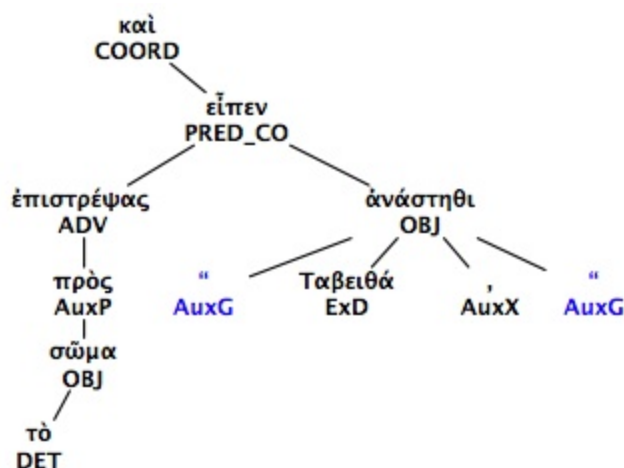 καὶ
COORD
εἶπεν
PRED_CO
ἐπιστρέψας ἀνάστηθι
ADV OBJ
πρὸς “ Ταβειθά , “
AuxP AuxG ExD AuxX AuxG
σῶμα
OBJ
τὸ
DET